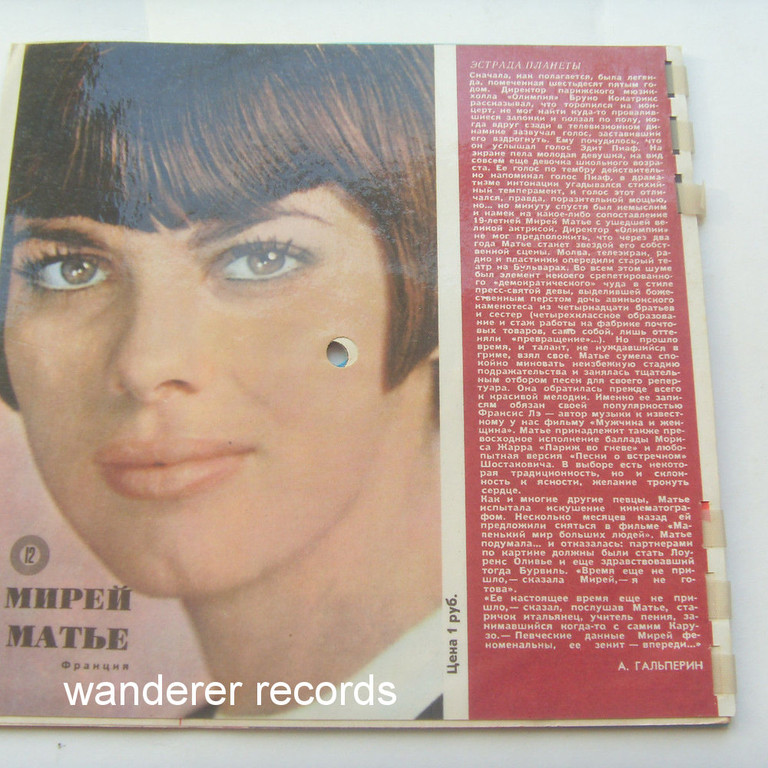 ЭСТРАДА ПЛАНЕТЫ
Сначала, как полагается, была леген-
да, помеченная шестьдесят пятым го-
дом. Директор парижского мюзик-
холла «Олимпия» Бруно Кокатрикс
рассказывал, что торопился на кон-
церт, не мог найти куда-то провалив-
шиеся запонки и ползал по полу, ко-
гда вдруг сзади в телевизионном ди-
намике зазвучал голос, заставивший
его вздрогнуть. Ему почудилось, что
он услышал голос Эдит Пиаф. На
экране пела молодая девушка, на вид
совсем еще девочка школьного возра-
ста. Ее голос по тембру действитель-
но напоминал голос Пиаф, в драма-
тизме интонации угадывался стихий-
ный темперамент, и голос этот отли-
чался, правда, поразительной мощью,
но... но минуту спустя был немыслим
и намек на какое-либо сопоставление
19-летней Мирей Матье с ушедшей ве-
ликой актрисой. Директор «Олимпии»
не мог предположить, что через два
года Матье станет звездой его собст-
венной сцены. Молва, телеэкран, ра-
дио и пластинки опередили старый те-
атр на Бульварах. Во всем этом шуме
был элемент некоего срепетированно-
го «демократического» чуда в стиле
пресс-святой девы, выделившей боже-
ственным перстом дочь авиньонского
каменотеса из четырнадцати братьев
и сестер (четырехклассное образова-
ние и стаж работы на фабрике почто-
вых товаров, само собой, лишь отте-
няли «превращение»...). Но прошло
время, и талант, не нуждавшийся в
гриме, взял свое. Матье сумела спо-
койно миновать неизбежную стадию
подражательства и занялась тщатель-
ным отбором песен для своего репер-
туара. Она обратилась прежде всего
к красивой мелодии. Именно ее запи-
сям обязан своей популярностью
Франсис Лэ — автор музыки к извест-
ному у нас фильму «Мужчина и жен-
щина». Матье принадлежит также пре-
восходное исполнение баллады Мори-
са Жарра «Париж во гневе» и любо-
пытная версия «Песни о встречном»
Шостаковича. В выборе есть некото-
рая традиционность, но и склон-
ность к ясности, желание тронуть
сердце.
Как и многие другие певцы, Матье
испытала искушение кинематогра-
фом. Несколько месяцев назад ей
предложили сняться в фильме «Ма-
ленький мир больших людей». Матье
подумала... и отказалась: партнерами
по картине должны были стать Лоу-
ренс Оливье и еще здравствовавший
тогда Бурвиль. «Время еще не при-
шло,— сказала Мирей,— я не го-
това».
«Ее настоящее время еще не при-
шло,— сказал, послушав Матье, ста-
ричок итальянец, учитель пения, за-
нимавшийся когда-то с самим Кару-
зо.— Певческие данные Мирей фе-
номенальны, ее зенит — впереди...»
А. ГАЛЬПЕРИН
Цена 1 руб.
12
МИРЕЙ
МАТЬЕ
Франция
wanderer records